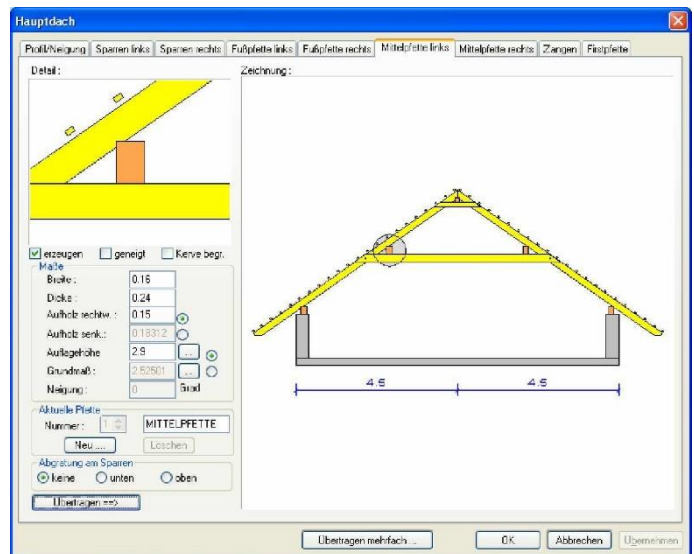 Hauptdach
Profil/Neigung Sparren links Sparren rechts Fußpfette links Fußpfette rechts Mittelpfette links Mittelpfette rechts Zangen Firstpfette
Detail :
Zeichnung :
4.5 4.5
erzeugen geneigt Kerve begr.
Maße
Breite : 0.16
Dicke : 0.24
Aufholz rechtw. : 0.15
Aufholz senk.: 0.18312
Auflagehöhe 2.9 ...
Grundmaß : 2.52501 ...
Neigung : 0 Grad
Aktuelle Pfette
Nummer : 1 MITTELPFETTE
Neu .... Löschen
Abgratung am Sparren
keine unten oben
Übertragen ==>
Übertragen mehrfach ... OK Abbrechen Übernehmen